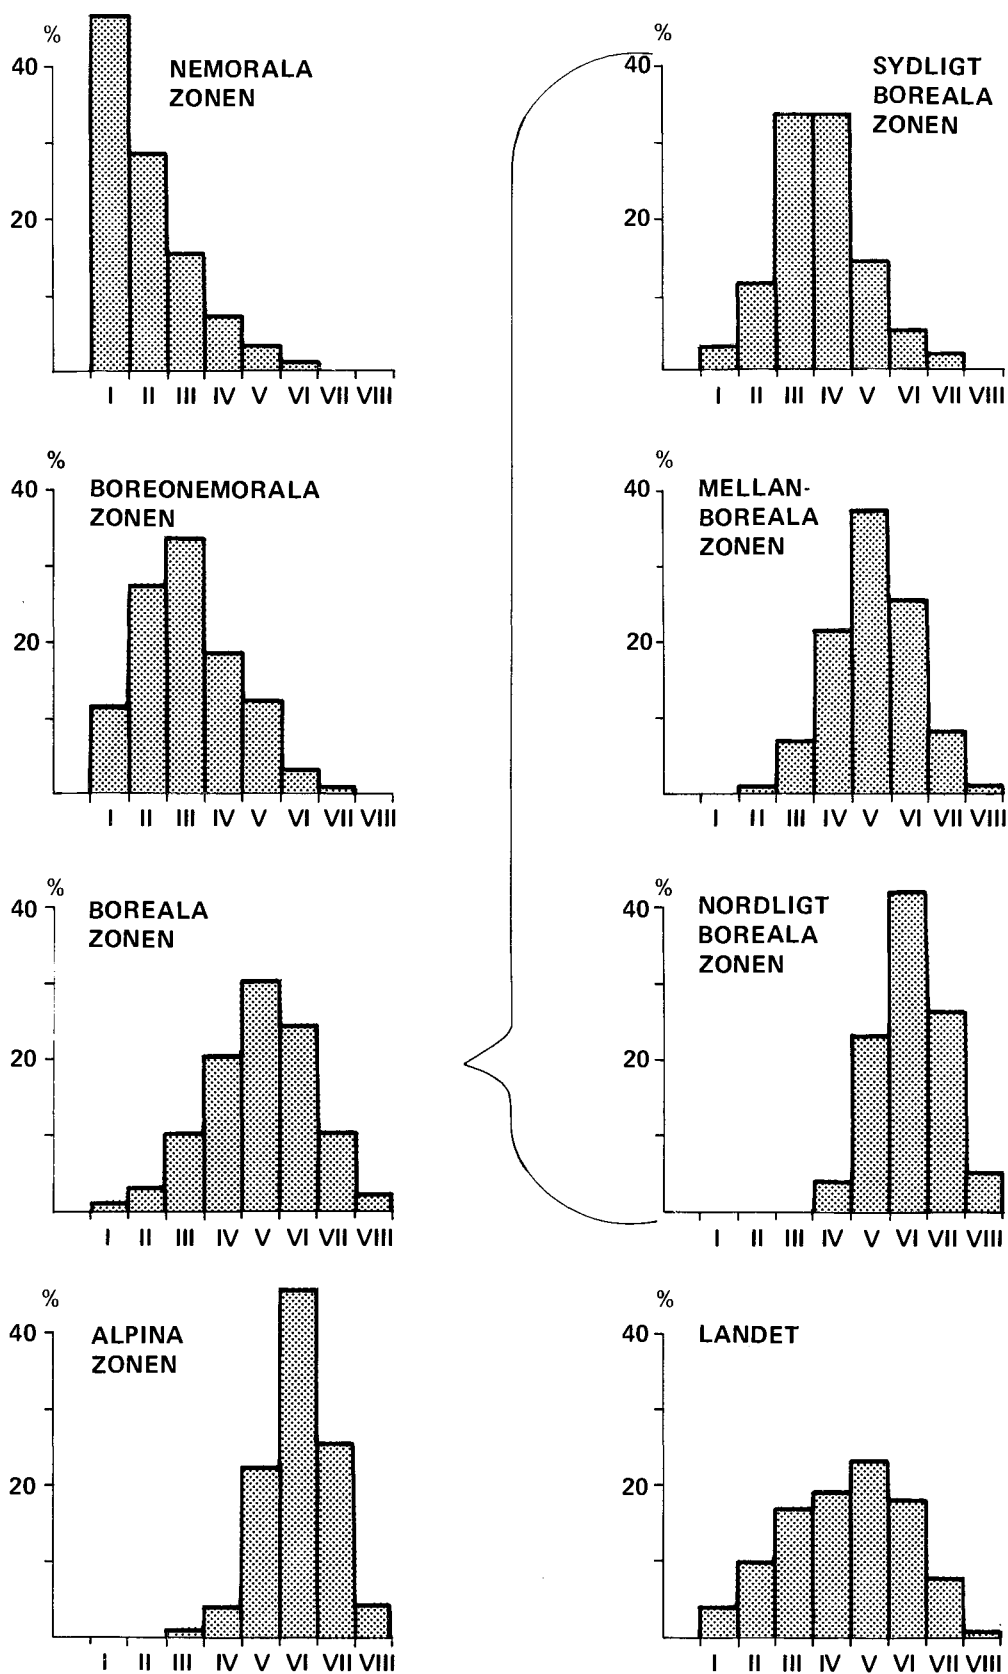 %
40
20
NEMORALA
ZONEN
I II III IV V VI VII VIII
%
40
20
SYDLIGT
BOREALA
ZONEN
I II III IV V VI VII VIII
%
40
20
BOREONEMORALA
ZONEN
I II III IV V VI VII VIII
%
40
20
MELLAN-
BOREALA
ZONEN
I II III IV V VI VII VIII
%
40
20
BOREALA
ZONEN
I II III IV V VI VII VIII
%
40
20
NORDLIGT
BOREALA
ZONEN
I II III IV V VI VII VIII
%
40
20
ALPINA
ZONEN
I II III IV V VI VII VIII
%
40
20
LANDET
I II III IV V VI VII VIII